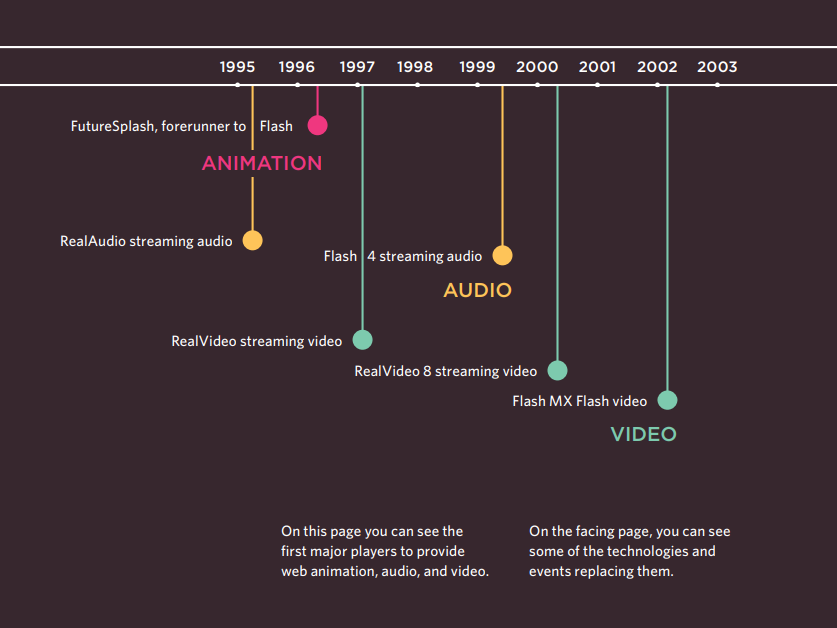 1995 1996 1997 1998 1999 2000 2001 2002 2003
FutureSplash, forerunner to Flash
ANIMATION
RealAudio streaming audio
Flash 4 streaming audio
AUDIO
RealVideo streaming video
RealVideo 8 streaming video
Flash MX Flash video
VIDEO
On this page you can see the
first major players to provide
web animation, audio, and video.
On the facing page, you can see
some of the technologies and
events replacing them.